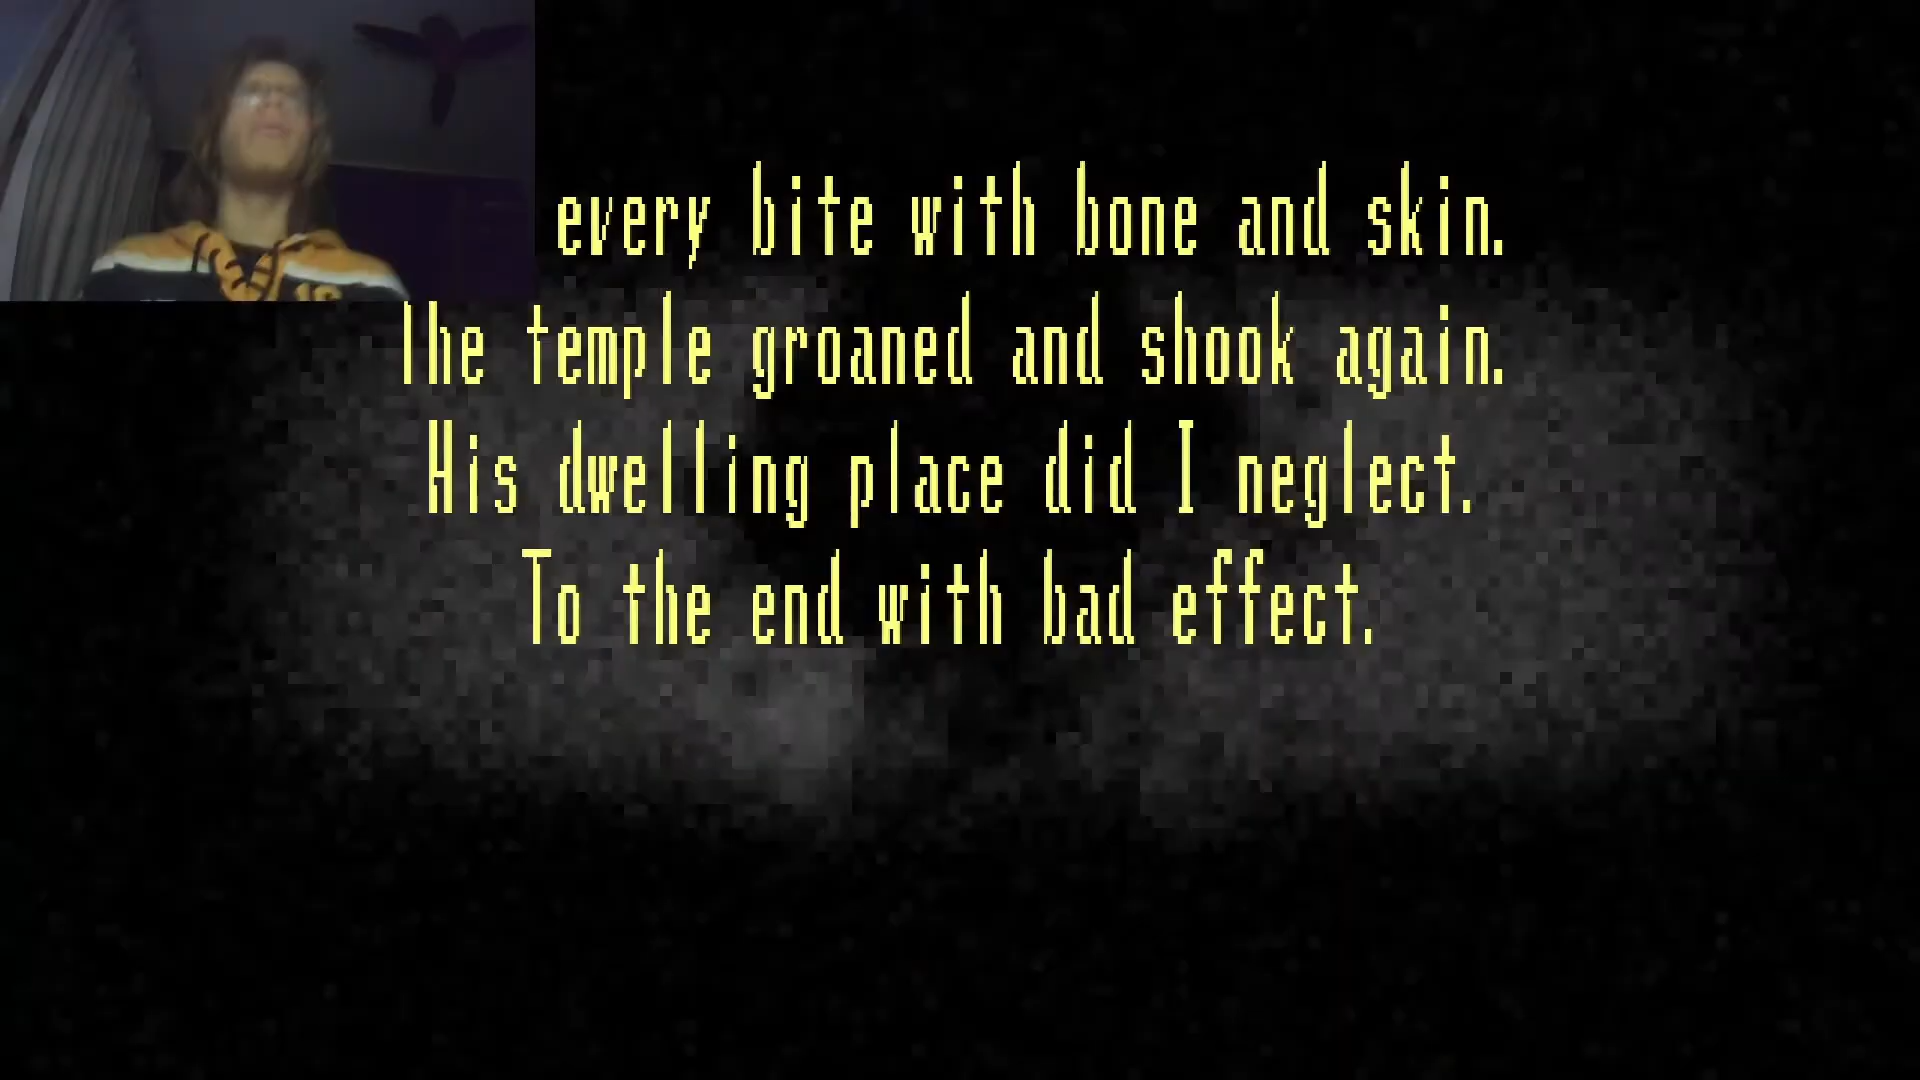 every bite with bone and skin.
The temple groaned and shook again.
His dwelling place did I neglect.
To the end with bad effect.